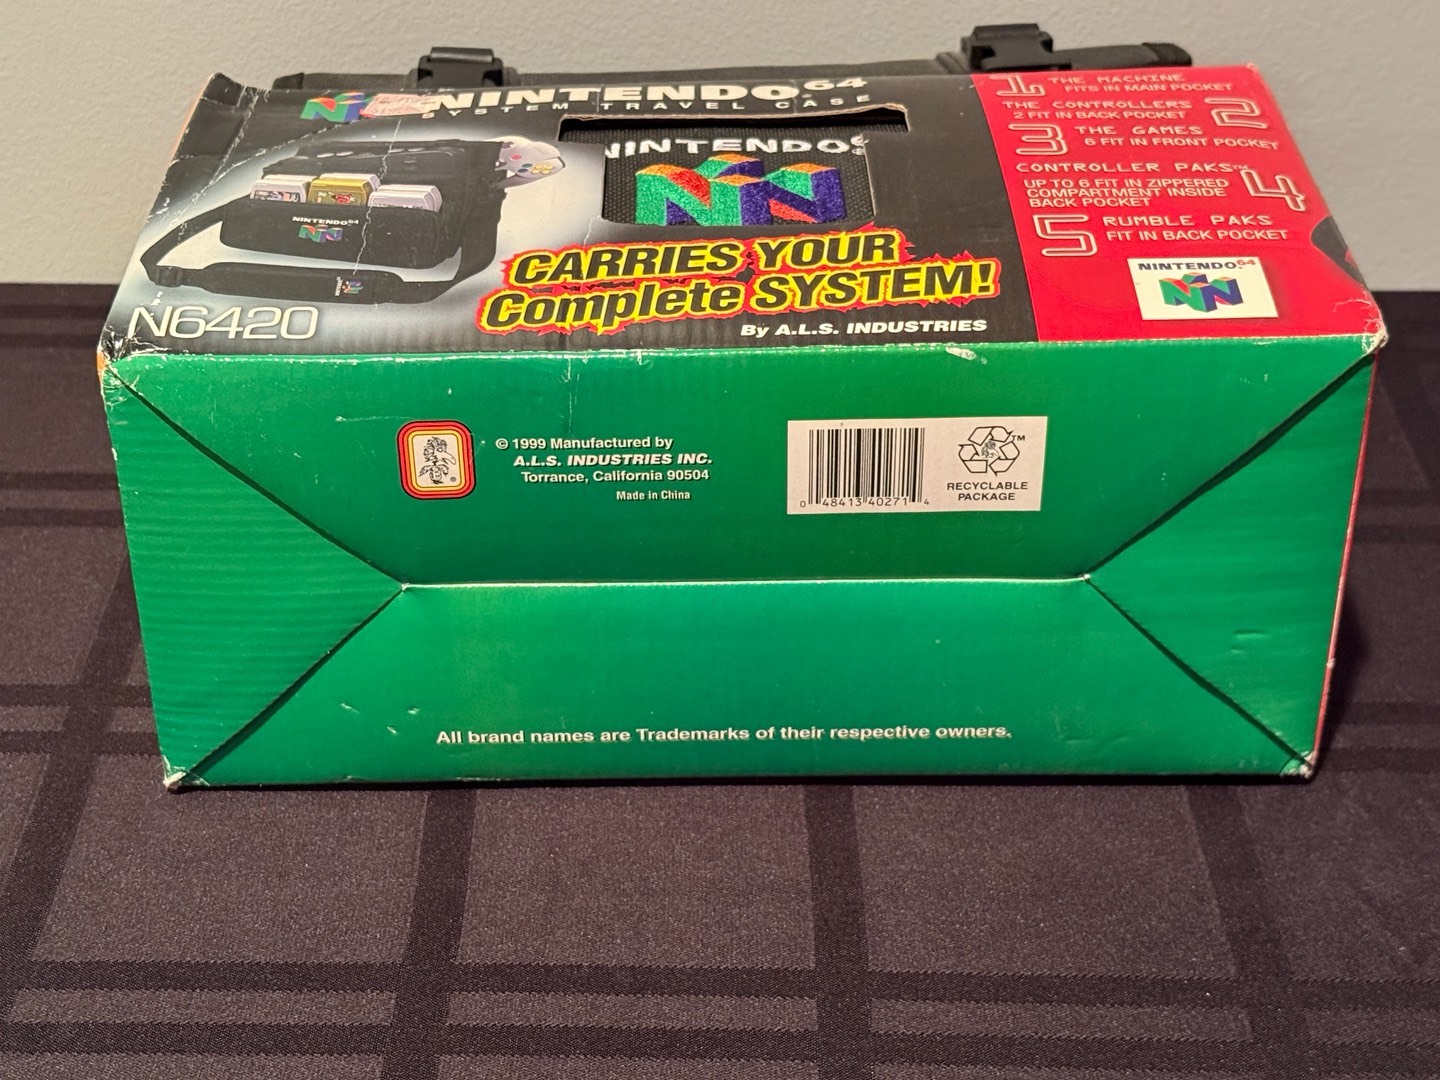 NINTENDO 64
SYSTEM TRAVEL CASE
NINTENDO 64
NINTENDO64
N6420
CARRIES YOUR
Complete SYSTEM!
By A.L.S. INDUSTRIES
1 THE MACHINE
FITS IN MAIN POCKET
THE CONTROLLERS 2
2 FIT IN BACK POCKET
3 THE GAMES
6 FIT IN FRONT POCKET
CONTROLLER PAKS™ 4
UP TO 6 FIT IN ZIPPERED
COMPARTMENT INSIDE
BACK POCKET
5 RUMBLE PAKS
FIT IN BACK POCKET
NINTENDO64
© 1999 Manufactured by
A.L.S. INDUSTRIES INC.
Torrance, California 90504
Made in China
0 48413 40271 4
TM
RECYCLABLE
PACKAGE
All brand names are Trademarks of their respective owners.